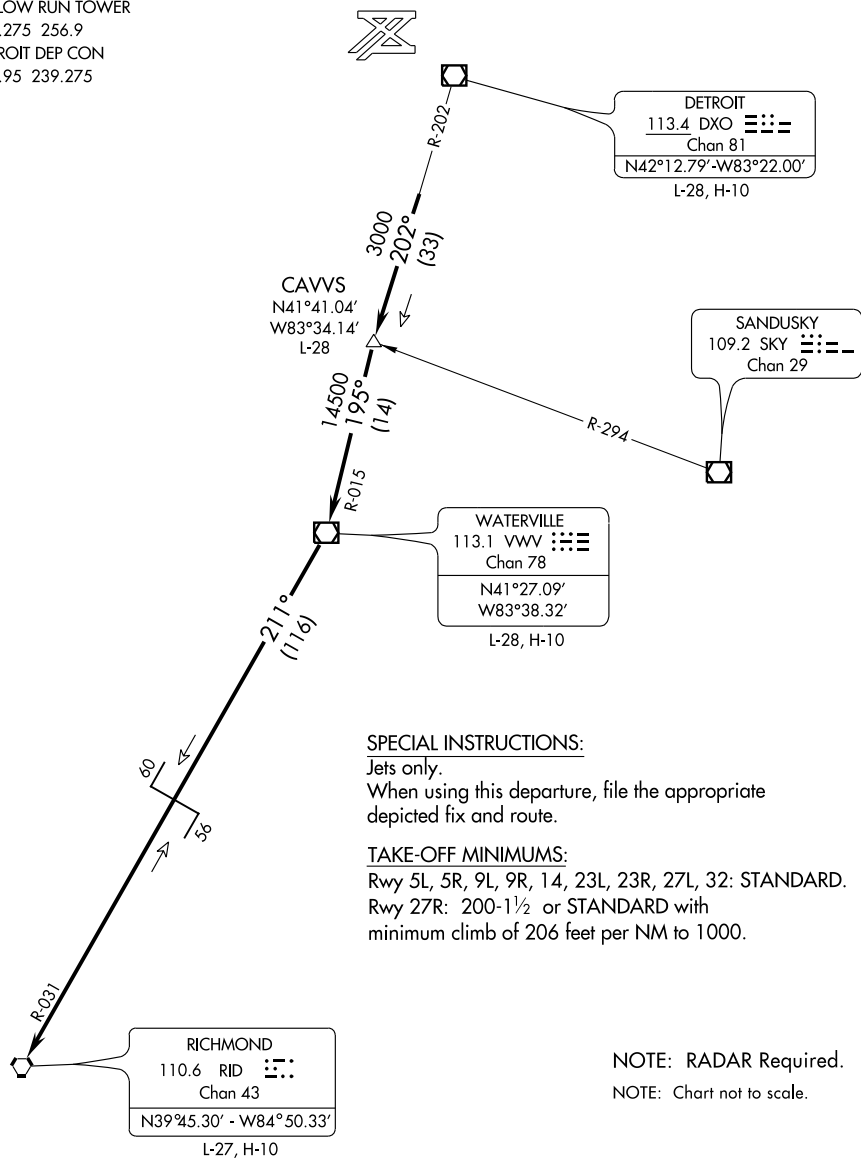 LOW RUN TOWER
.275 256.9
ROIT DEP CON
.95 239.275
DETROIT
113.4 DXO
Chan 81
N42°12.79'-W83°22.00'
L-28, H-10
R-202
3000
202°
(33)
CAVVS
N41°41.04'
W83°34.14'
L-28
SANDUSKY
109.2 SKY
Chan 29
R-294
14500
195°
(14)
R-015
WATERVILLE
113.1 VWV
Chan 78
N41°27.09'
W83°38.32'
L-28, H-10
211°
(116)
60
56
SPECIAL INSTRUCTIONS:
Jets only.
When using this departure, file the appropriate
depicted fix and route.
TAKE-OFF MINIMUMS:
Rwy 5L, 5R, 9L, 9R, 14, 23L, 23R, 27L, 32: STANDARD.
Rwy 27R: 200-1½ or STANDARD with
minimum climb of 206 feet per NM to 1000.
R-031
RICHMOND
110.6 RID
Chan 43
N39°45.30' - W84°50.33'
L-27, H-10
NOTE: RADAR Required.
NOTE: Chart not to scale.